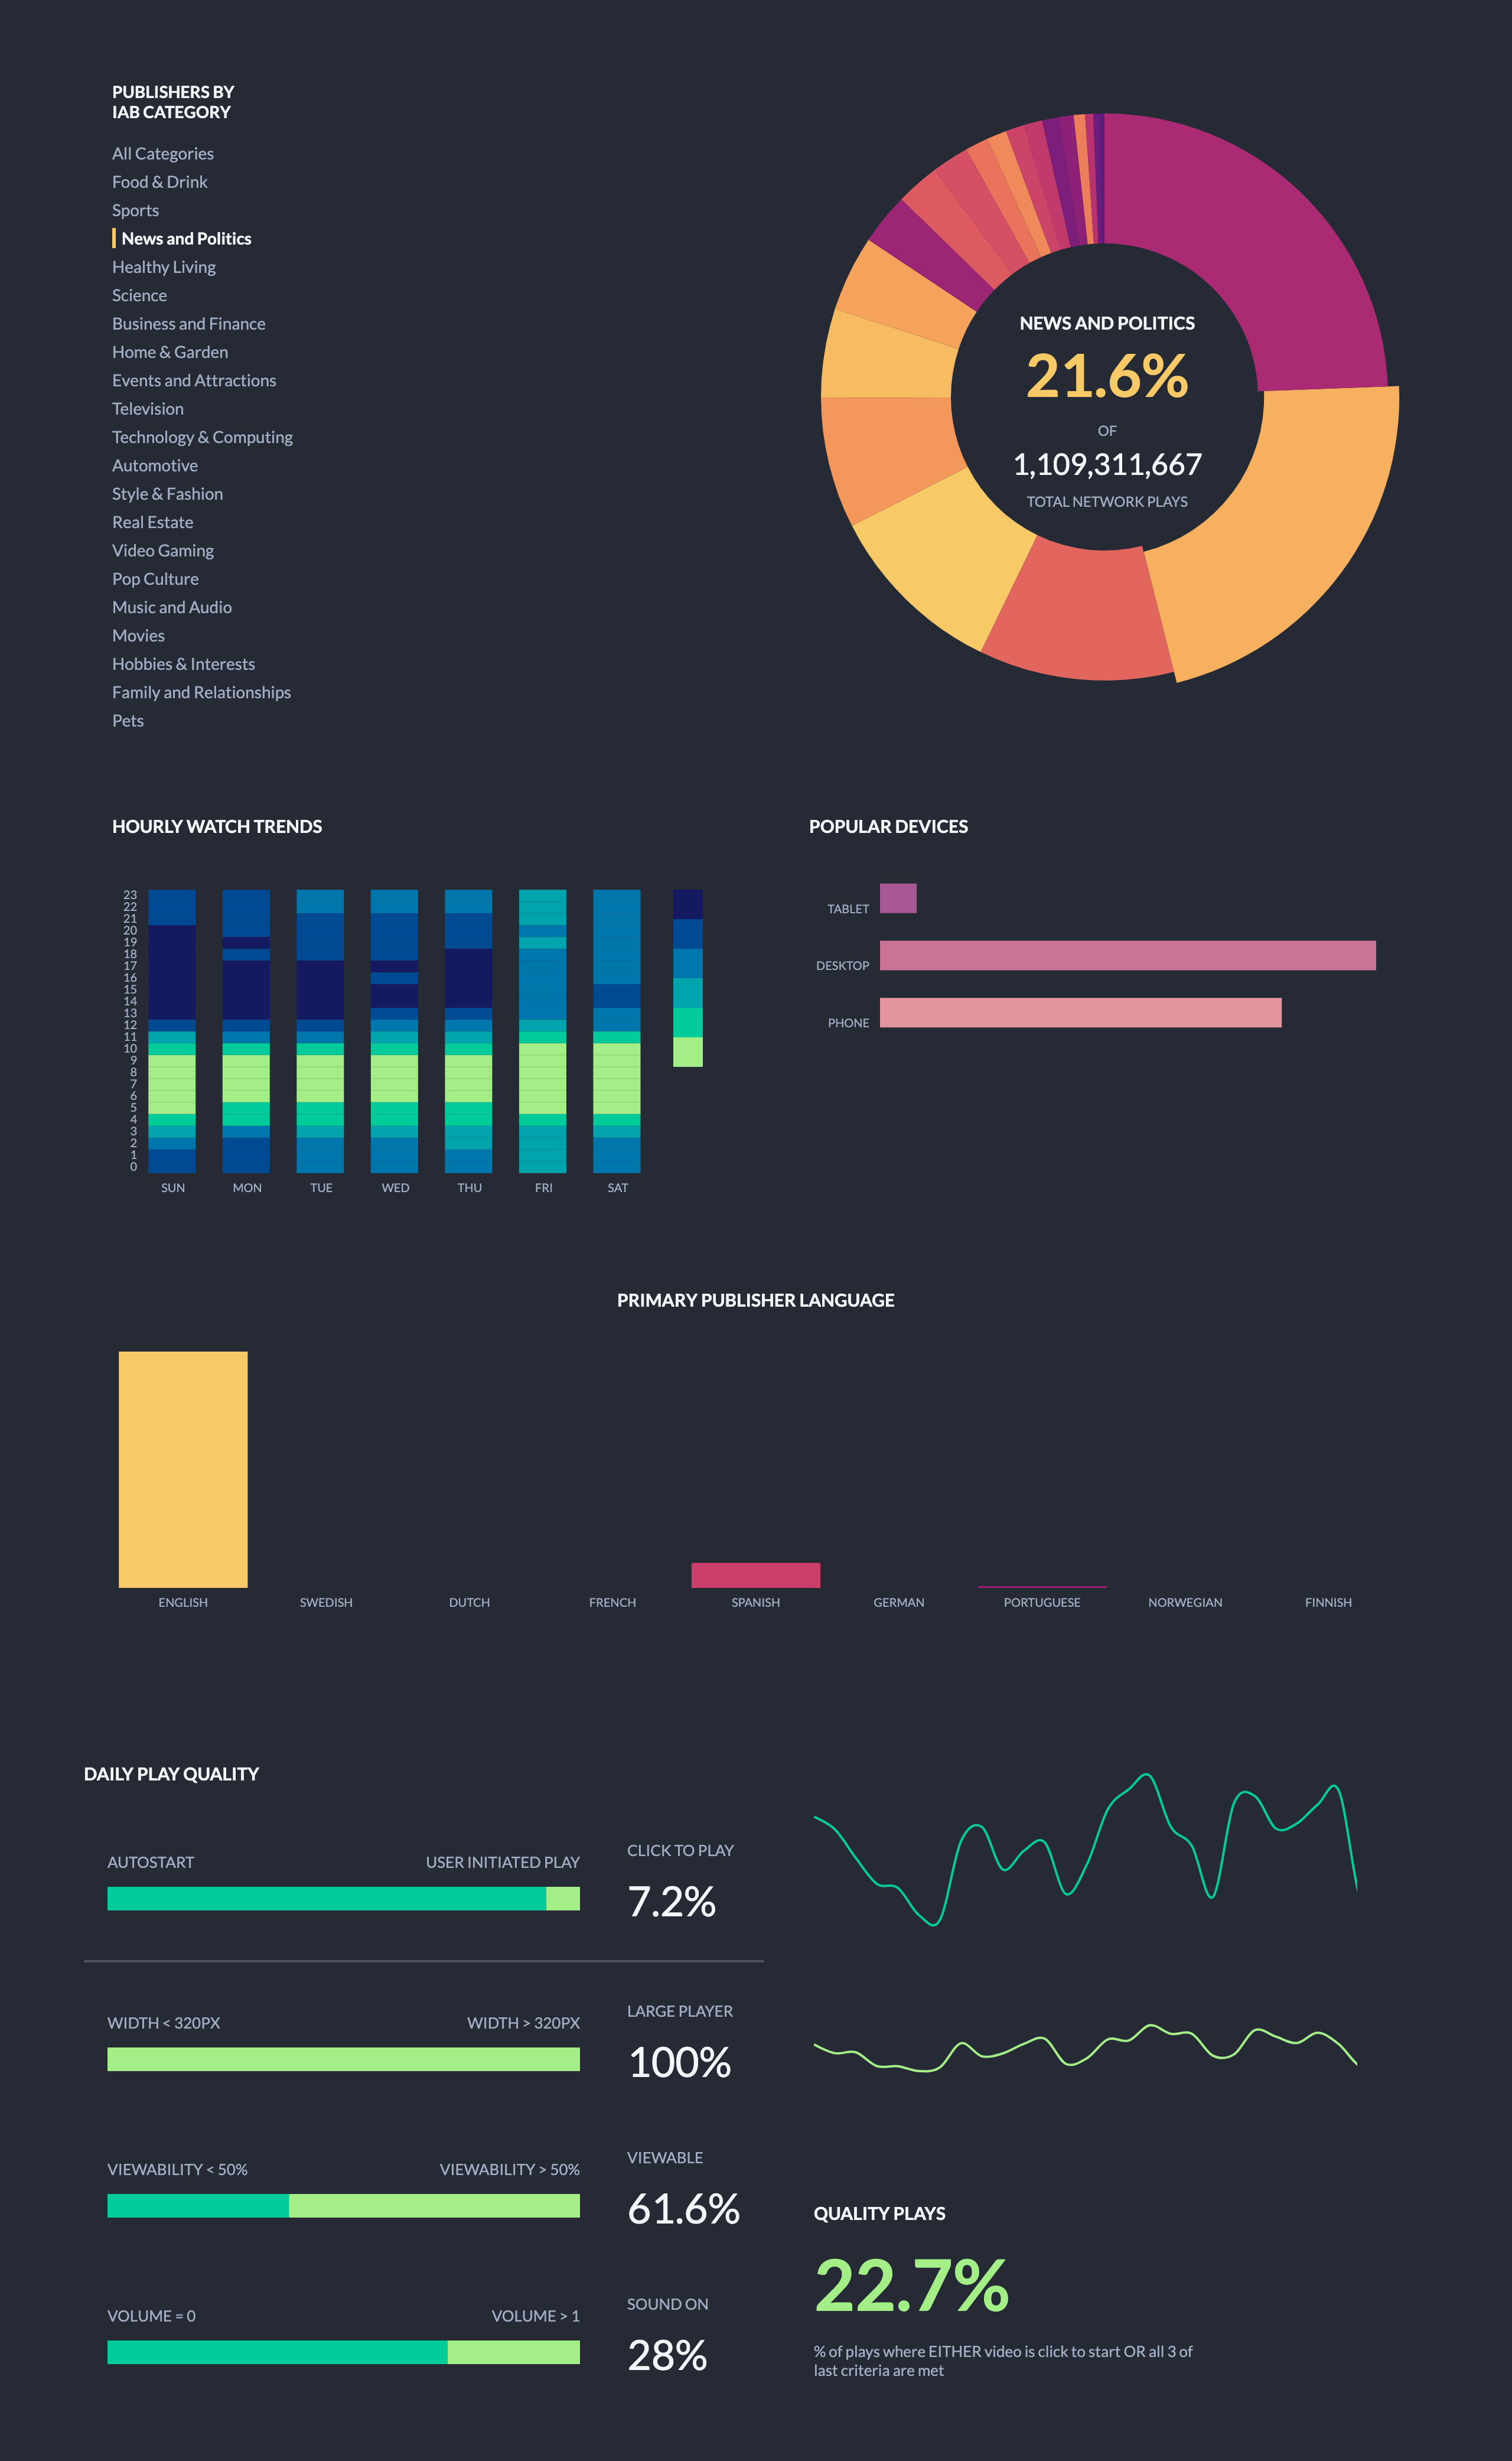 PUBLISHERS BY
IAB CATEGORY
All Categories
Food & Drink
Sports
News and Politics
Healthy Living
Science
Business and Finance
Home & Garden
Events and Attractions
Television
Technology & Computing
Automotive
Style & Fashion
Real Estate
Video Gaming
Pop Culture
Music and Audio
Movies
Hobbies & Interests
Family and Relationships
Pets
NEWS AND POLITICS
21.6%
OF
1,109,311,667
TOTAL NETWORK PLAYS
HOURLY WATCH TRENDS
23
22
21
20
19
18
17
16
15
14
13
12
11
10
9
8
7
6
5
4
3
2
1
0
SUN MON TUE WED THU FRI SAT
POPULAR DEVICES
TABLET
DESKTOP
PHONE
PRIMARY PUBLISHER LANGUAGE
ENGLISH SWEDISH DUTCH FRENCH SPANISH GERMAN PORTUGUESE NORWEGIAN FINNISH
DAILY PLAY QUALITY
AUTOSTART USER INITIATED PLAY
CLICK TO PLAY
7.2%
WIDTH < 320PX WIDTH > 320PX
LARGE PLAYER
100%
VIEWABILITY < 50% VIEWABILITY > 50%
VIEWABLE
61.6%
VOLUME = 0 VOLUME > 1
SOUND ON
28%
QUALITY PLAYS
22.7%
% of plays where EITHER video is click to start OR all 3 of
last criteria are met